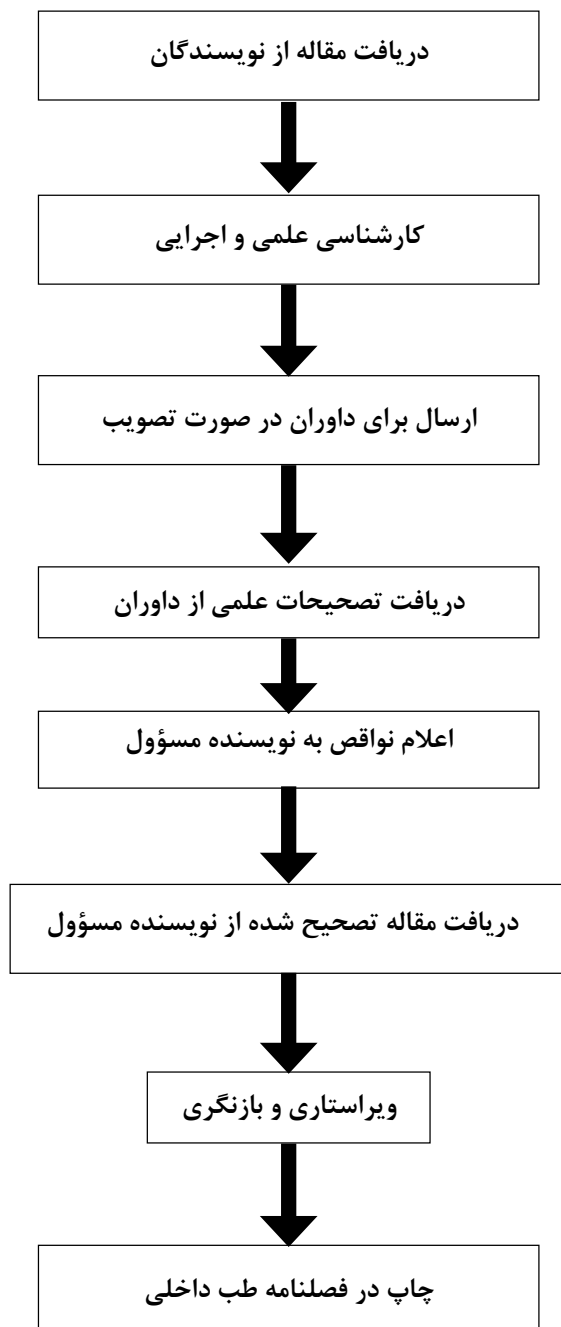 دریافت مقاله از نویسندگان
کارشناسی علمی و اجرایی
ارسال برای داوران در صورت تصویب
دریافت تصحیحات علمی از داوران
اعلام نواقص به نویسنده مسؤول
دریافت مقاله تصحیح شده از نویسنده مسؤول
ویراستاری و بازنگری
چاپ در فصلنامه طب داخلی